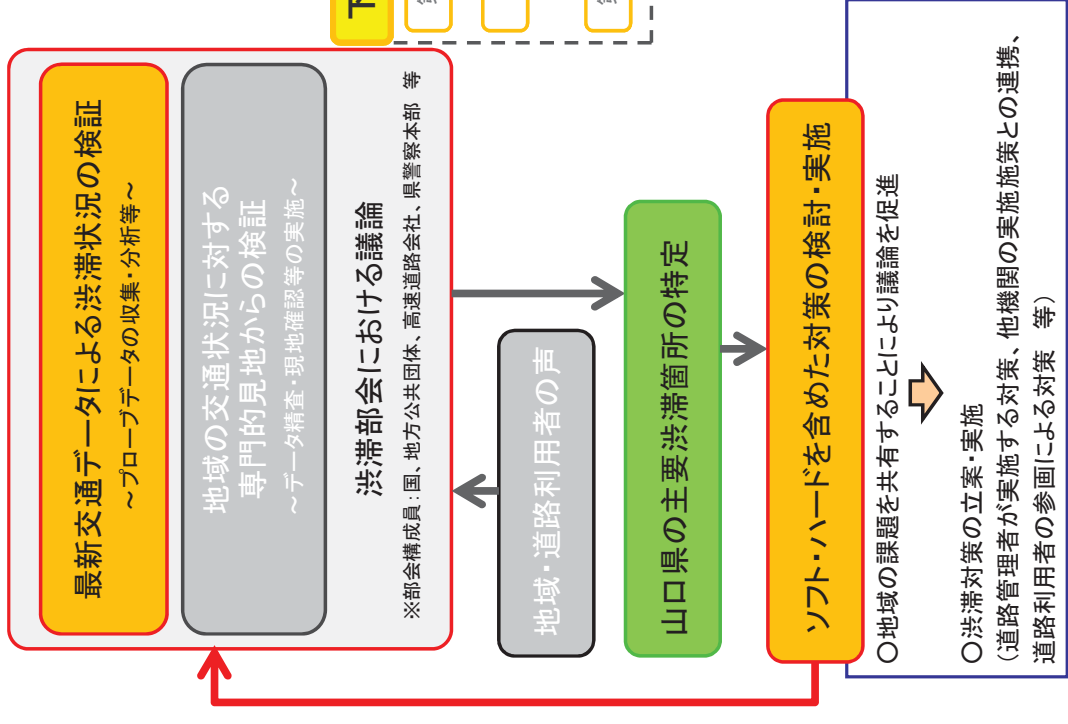 最新交通データによる渋滞状況の検証
～プローブデータの収集・分析等～
地域の交通状況に対する
専門的見地からの検証
～データ精査・現地確認等の実施～
渋滞部会における議論
※部会構成員：国、地方公共団体、高速道路会社、県警察本部　等
地域・道路利用者の声
山口県の主要渋滞箇所の特定
ソフト・ハードを含めた対策の検討・実施
○地域の課題を共有することにより議論を促進
○渋滞対策の立案・実施
（道路管理者が実施する対策、他機関の実施施策との連携、
道路利用者の参画による対策　等）
下